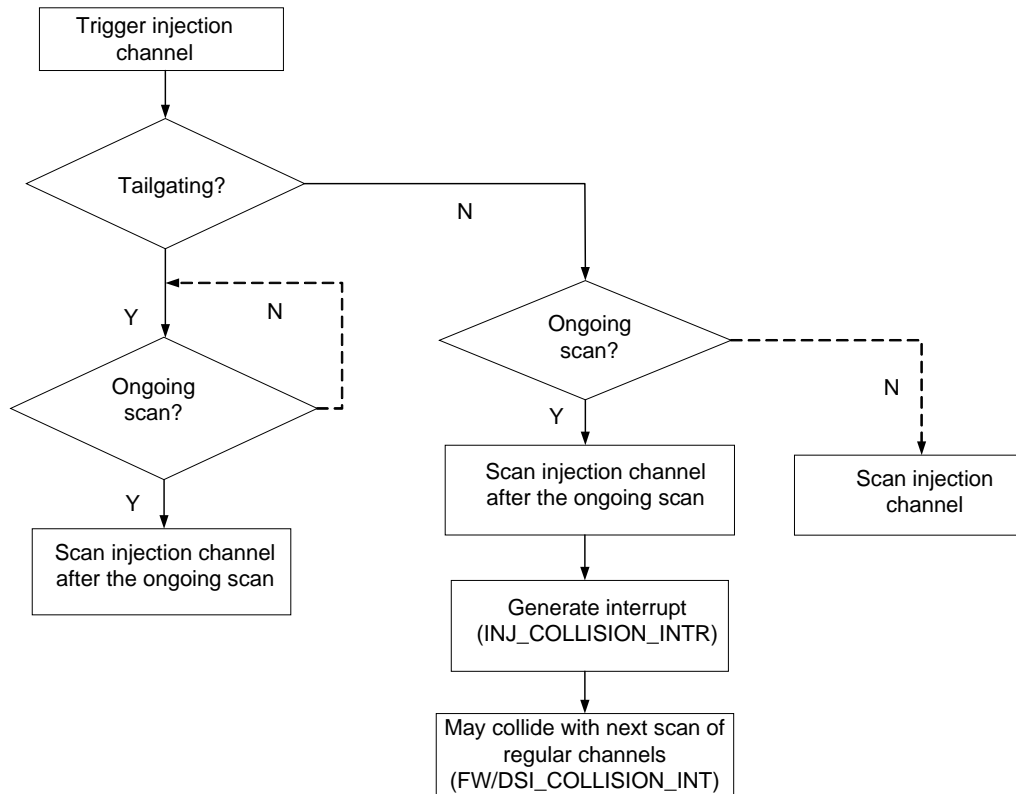 Trigger injection
channel
Tailgating?
N
Y
N
Ongoing
scan?
Y
Scan injection channel
after the ongoing scan
Ongoing
scan?
N
Y
Scan injection channel
after the ongoing scan
Scan injection
channel
Generate interrupt
(INJ_COLLISION_INTR)
May collide with next scan of
regular channels
(FW/DSI_COLLISION_INT)